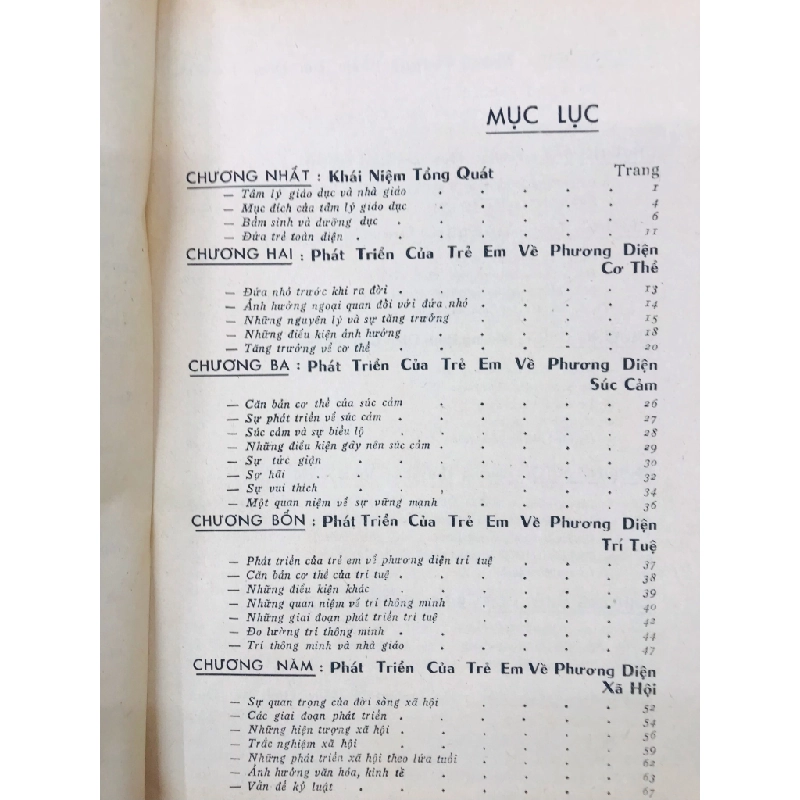 MỤC LỤC
CHƯƠNG NHẤT : Khái Niệm Tổng Quát Trang
— Tâm lý giáo dục và nhà giáo . . . . . 1
— Mục đích của tâm lý giáo dục . . . . . 4
— Bẩm sinh và dưỡng dục . . . . . 6
— Đứa trẻ toàn diện . . . . . . 11
CHƯƠNG HAI : Phát Triển Của Trẻ Em Về Phương Diện
Cơ Thể
— Đứa nhỏ trước khi ra đời . . . . . 13
— Ảnh hưởng ngoại quan đối với đứa nhỏ . . . . 14
— Những nguyên lý và sự tăng trưởng . . . . 15
— Những điều kiện ảnh hưởng . . . . 18
— Tăng trưởng về cơ thể . . . . . 20
CHƯƠNG BA : Phát Triển Của Trẻ Em Về Phương Diện
Súc Cảm
— Căn bản cơ thể của súc cảm . . . . 26
— Sự phát triển về súc cảm . . . . . 27
— Súc cảm và sự biểu lộ . . . . . 28
— Những điều kiện gây nên súc cảm . . . . 29
— Sự tức giận . . . . . . 30
— Sự hãi . . . . . . 32
— Sự vui thích . . . . . 34
— Một quan niệm về sự vững mạnh . . . . 36
CHƯƠNG BỐN : Phát Triển Của Trẻ Em Về Phương Diện
Trí Tuệ
— Phát triển của trẻ em về phương diện trí tuệ . . . 37
— Căn bản cơ thể của trí tuệ . . . . . 38
— Những điều kiện khác . . . . . 39
— Những quan niệm về trí thông minh . . . . 40
— Những giai đoạn phát triển trí tuệ . . . . 42
— Đo lường trí thông minh . . . . . 44
— Trí thông minh và nhà giáo . . . . . 47
CHƯƠNG NĂM : Phát Triển Của Trẻ Em Về Phương Diện
Xã Hội
— Sự quan trọng của đời sống xã hội . . . . 52
— Các giai đoạn phát triển . . . . . 54
— Những hiện tượng xã hội . . . . . 56
— Trắc nghiệm xã hội . . . . . 59
— Những phát triển xã hội theo lứa tuổi . . . . 62
— Ảnh hưởng văn hóa, kinh tế . . . . 63
— Vấn đề kỷ luật . . . . . 67